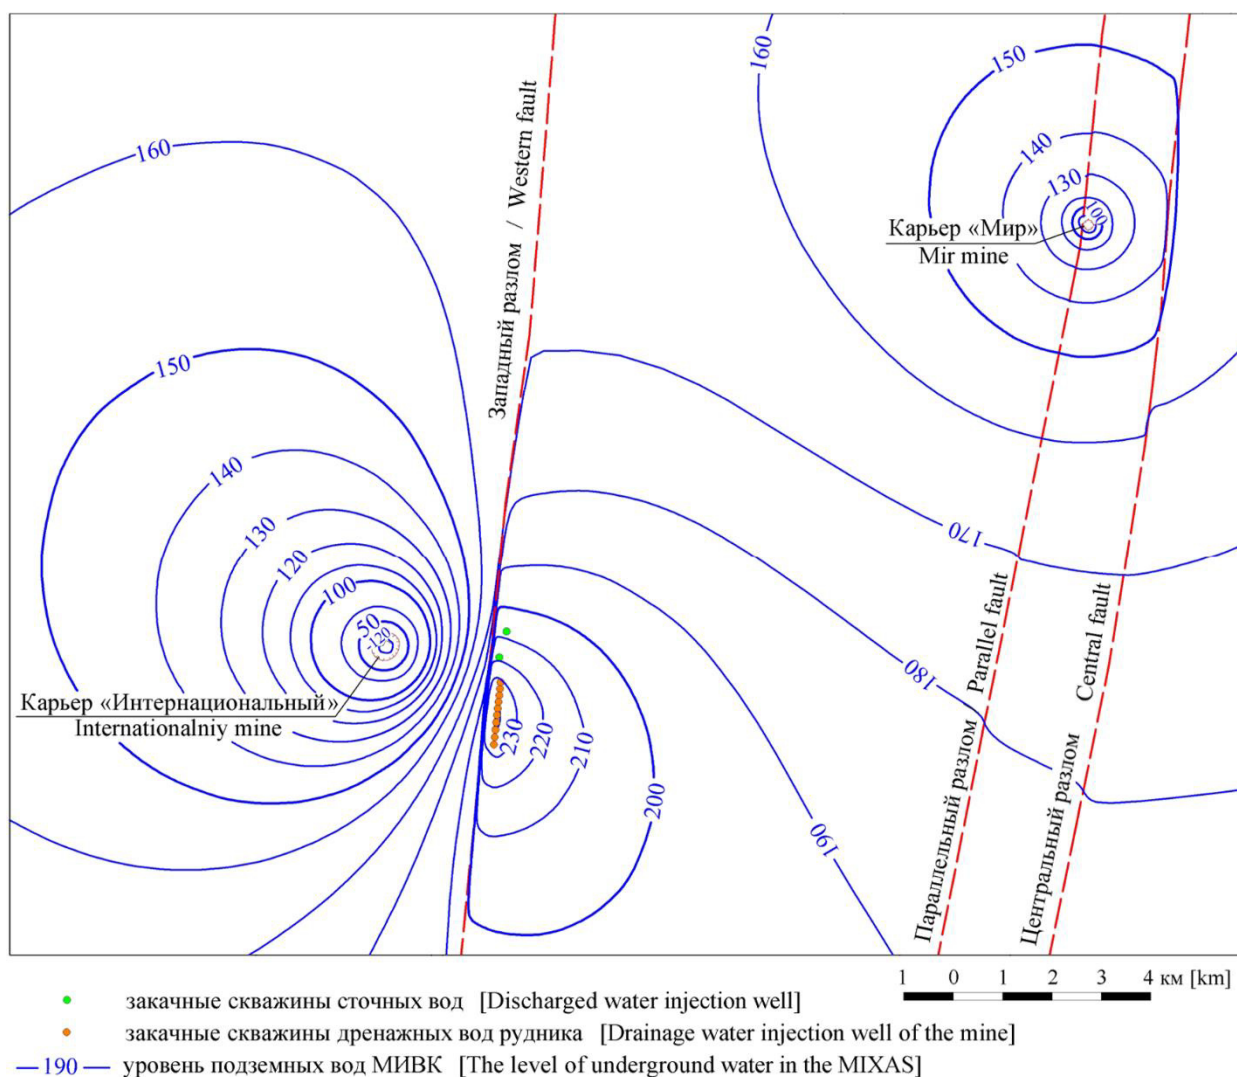 160
150
160
140
130
100
Карьер «Мир»
Mir mine
Западный разлом / Western fault
150
140
130
120
100
50
-120
Карьер «Интернациональный»
Internationalniy mine
170
180
190
200
210
220
230
Параллельный разлом Parallel fault
Центральный разлом Central fault
1 0 1 2 3 4 км [km]
закачные скважины сточных вод [Discharged water injection well]
закачные скважины дренажных вод рудника [Drainage water injection well of the mine]
190 уровень подземных вод МИВК [The level of underground water in the MIXAS]